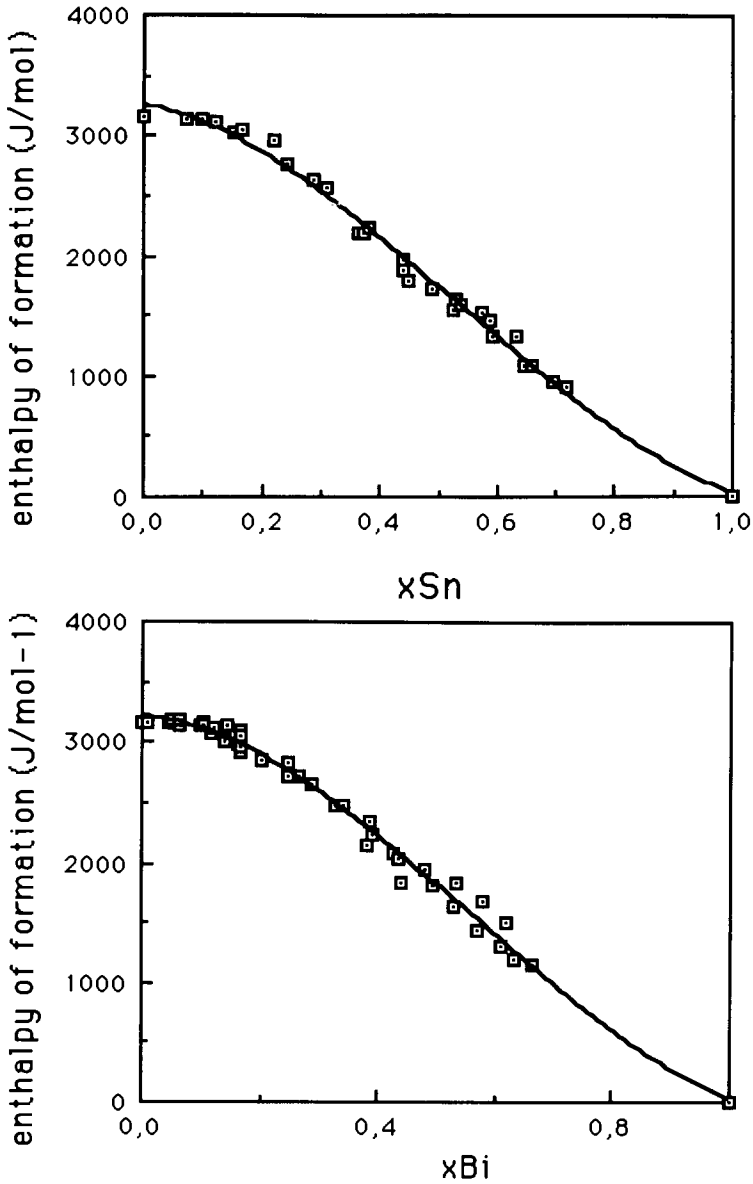 enthalpy of formation (J/mol)
4000
3000
2000
1000
0
0,0 0,2 0,4 0,6 0,8 1,0
xSn
enthalpy of formation (J/mol-1)
4000
3000
2000
1000
0
0,0 0,4 0,8
xBi